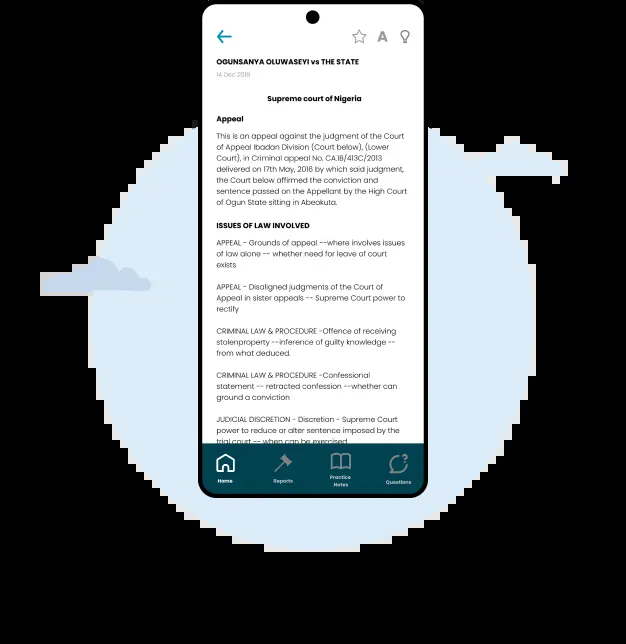 A
OGUNSANYA OLUWASEYI vs THE STATE
14 Dec 2018
Supreme court of Nigeria
Appeal
This is an appeal against the judgment of the Court
of Appeal Ibadan Division (Court below), (Lower
Court), in Criminal appeal No. CA.1B/413C/2013
delivered on 17th May, 2016 by which said judgment,
the Court below affirmed the conviction and
sentence passed on the Appellant by the High Court
of Ogun State sitting in Abeokuta.
ISSUES OF LAW INVOLVED
APPEAL - Grounds of appeal --where involves issues
of law alone -- whether need for leave of court
exists
APPEAL - Disaligned judgments of the Court of
Appeal in sister appeals -- Supreme Court power to
rectify
CRIMINAL LAW & PROCEDURE -Offence of receiving
stolenproperty --inference of guilty knowledge --
from what deduced.
CRIMINAL LAW & PROCEDURE -Confessional
statement -- retracted confession --whether can
ground a conviction
JUDICIAL DISCRETION - Discretion - Supreme Court
power to reduce or alter sentence imposed by the
trial court -- when can be exercised
Home
Reports
Practice
Notes
Questions